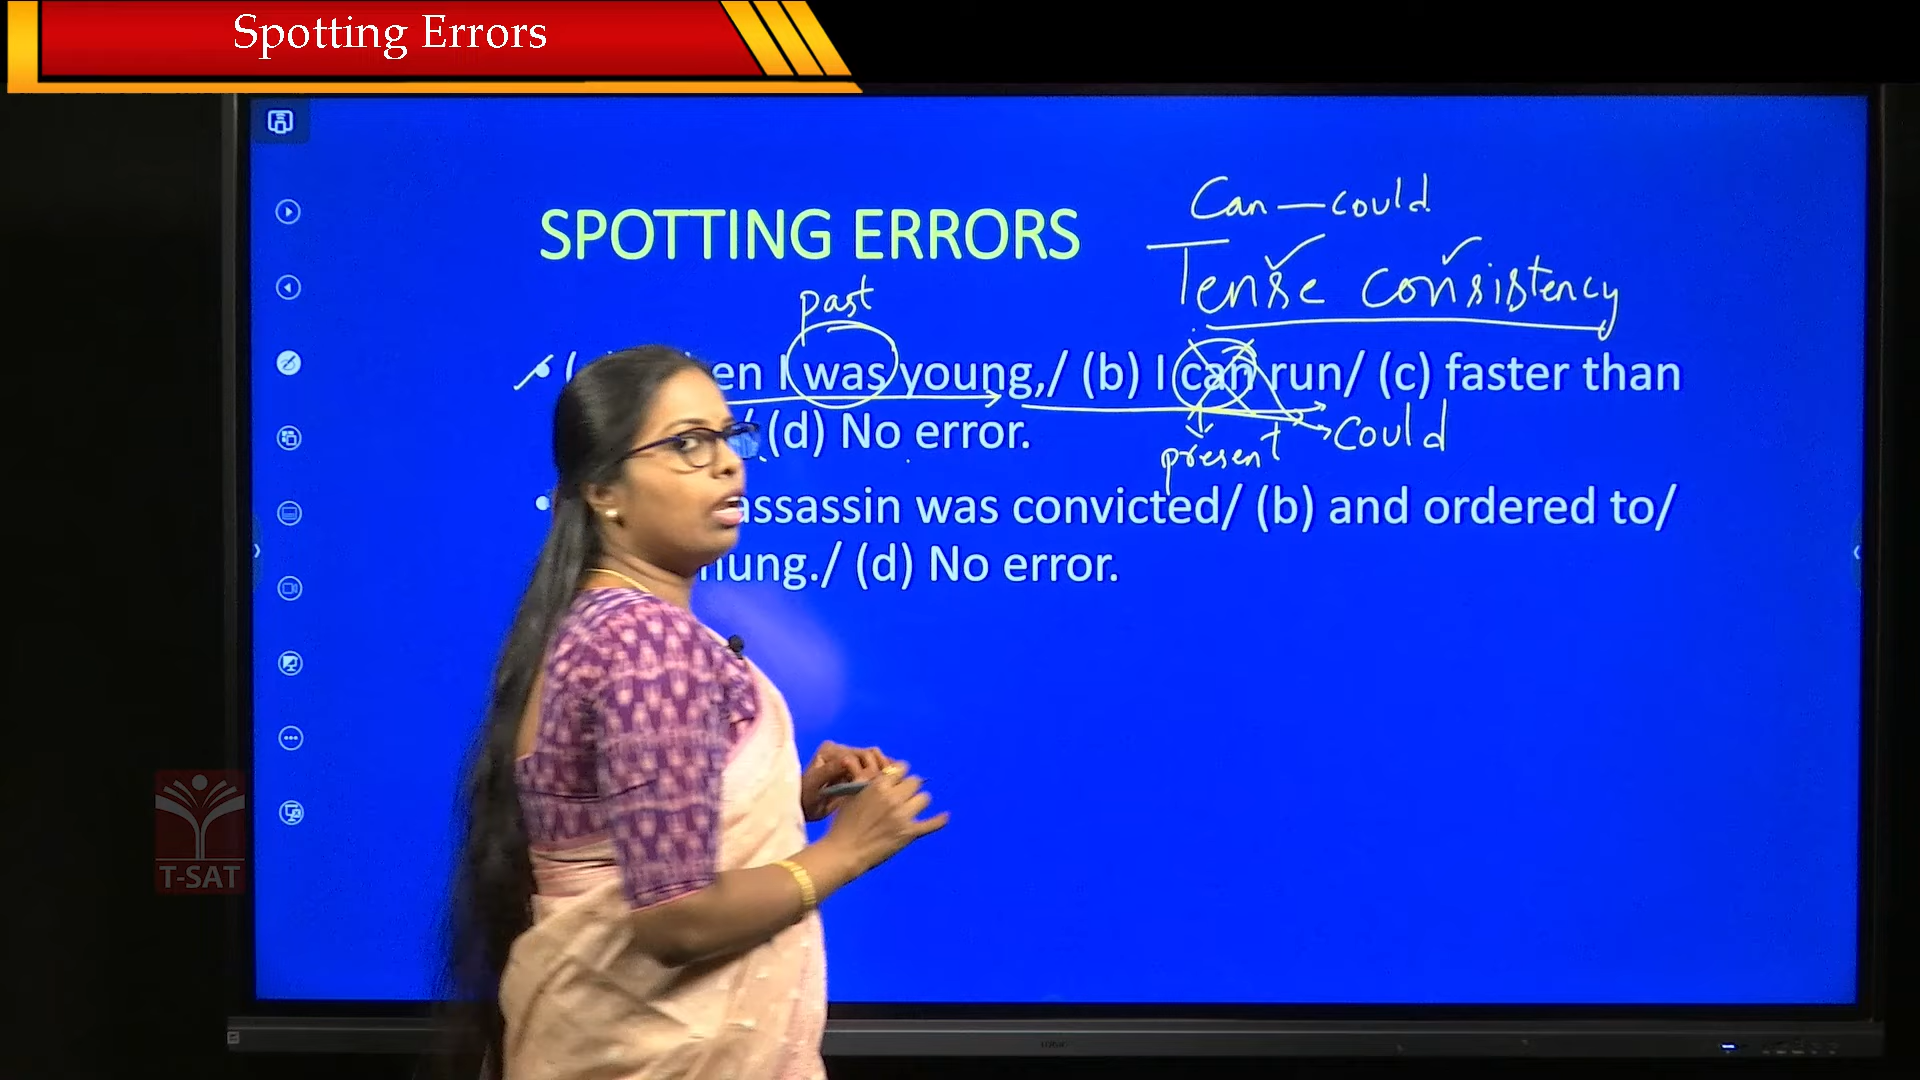 Spotting Errors
Can — could
SPOTTING ERRORS
Tense consistency
past
I was young,/ (b) I can run/ (c) faster than
(d) No error.
could
present
assassin was convicted/ (b) and ordered to/
hung./ (d) No error.
T-SAT